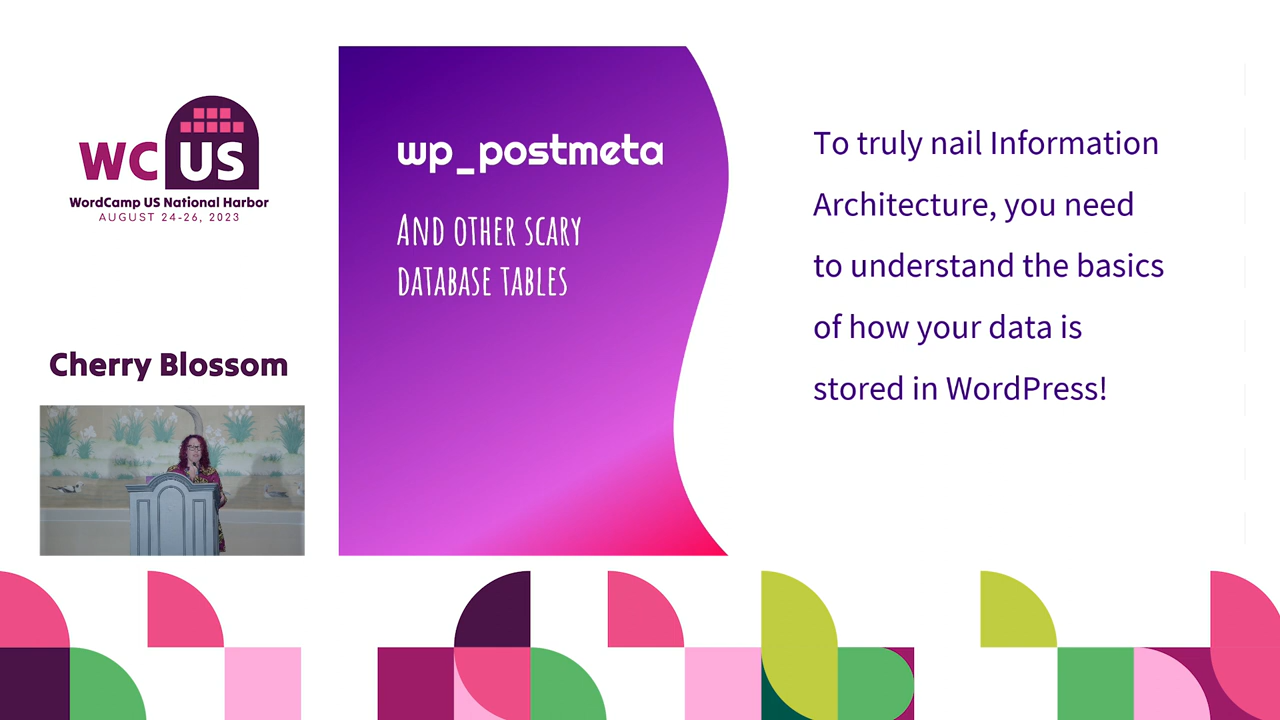 WC US
WordCamp US National Harbor
AUGUST 24-26, 2023
Cherry Blossom
wp_postmeta
AND OTHER SCARY
DATABASE TABLES
To truly nail Information
Architecture, you need
to understand the basics
of how your data is
stored in WordPress!